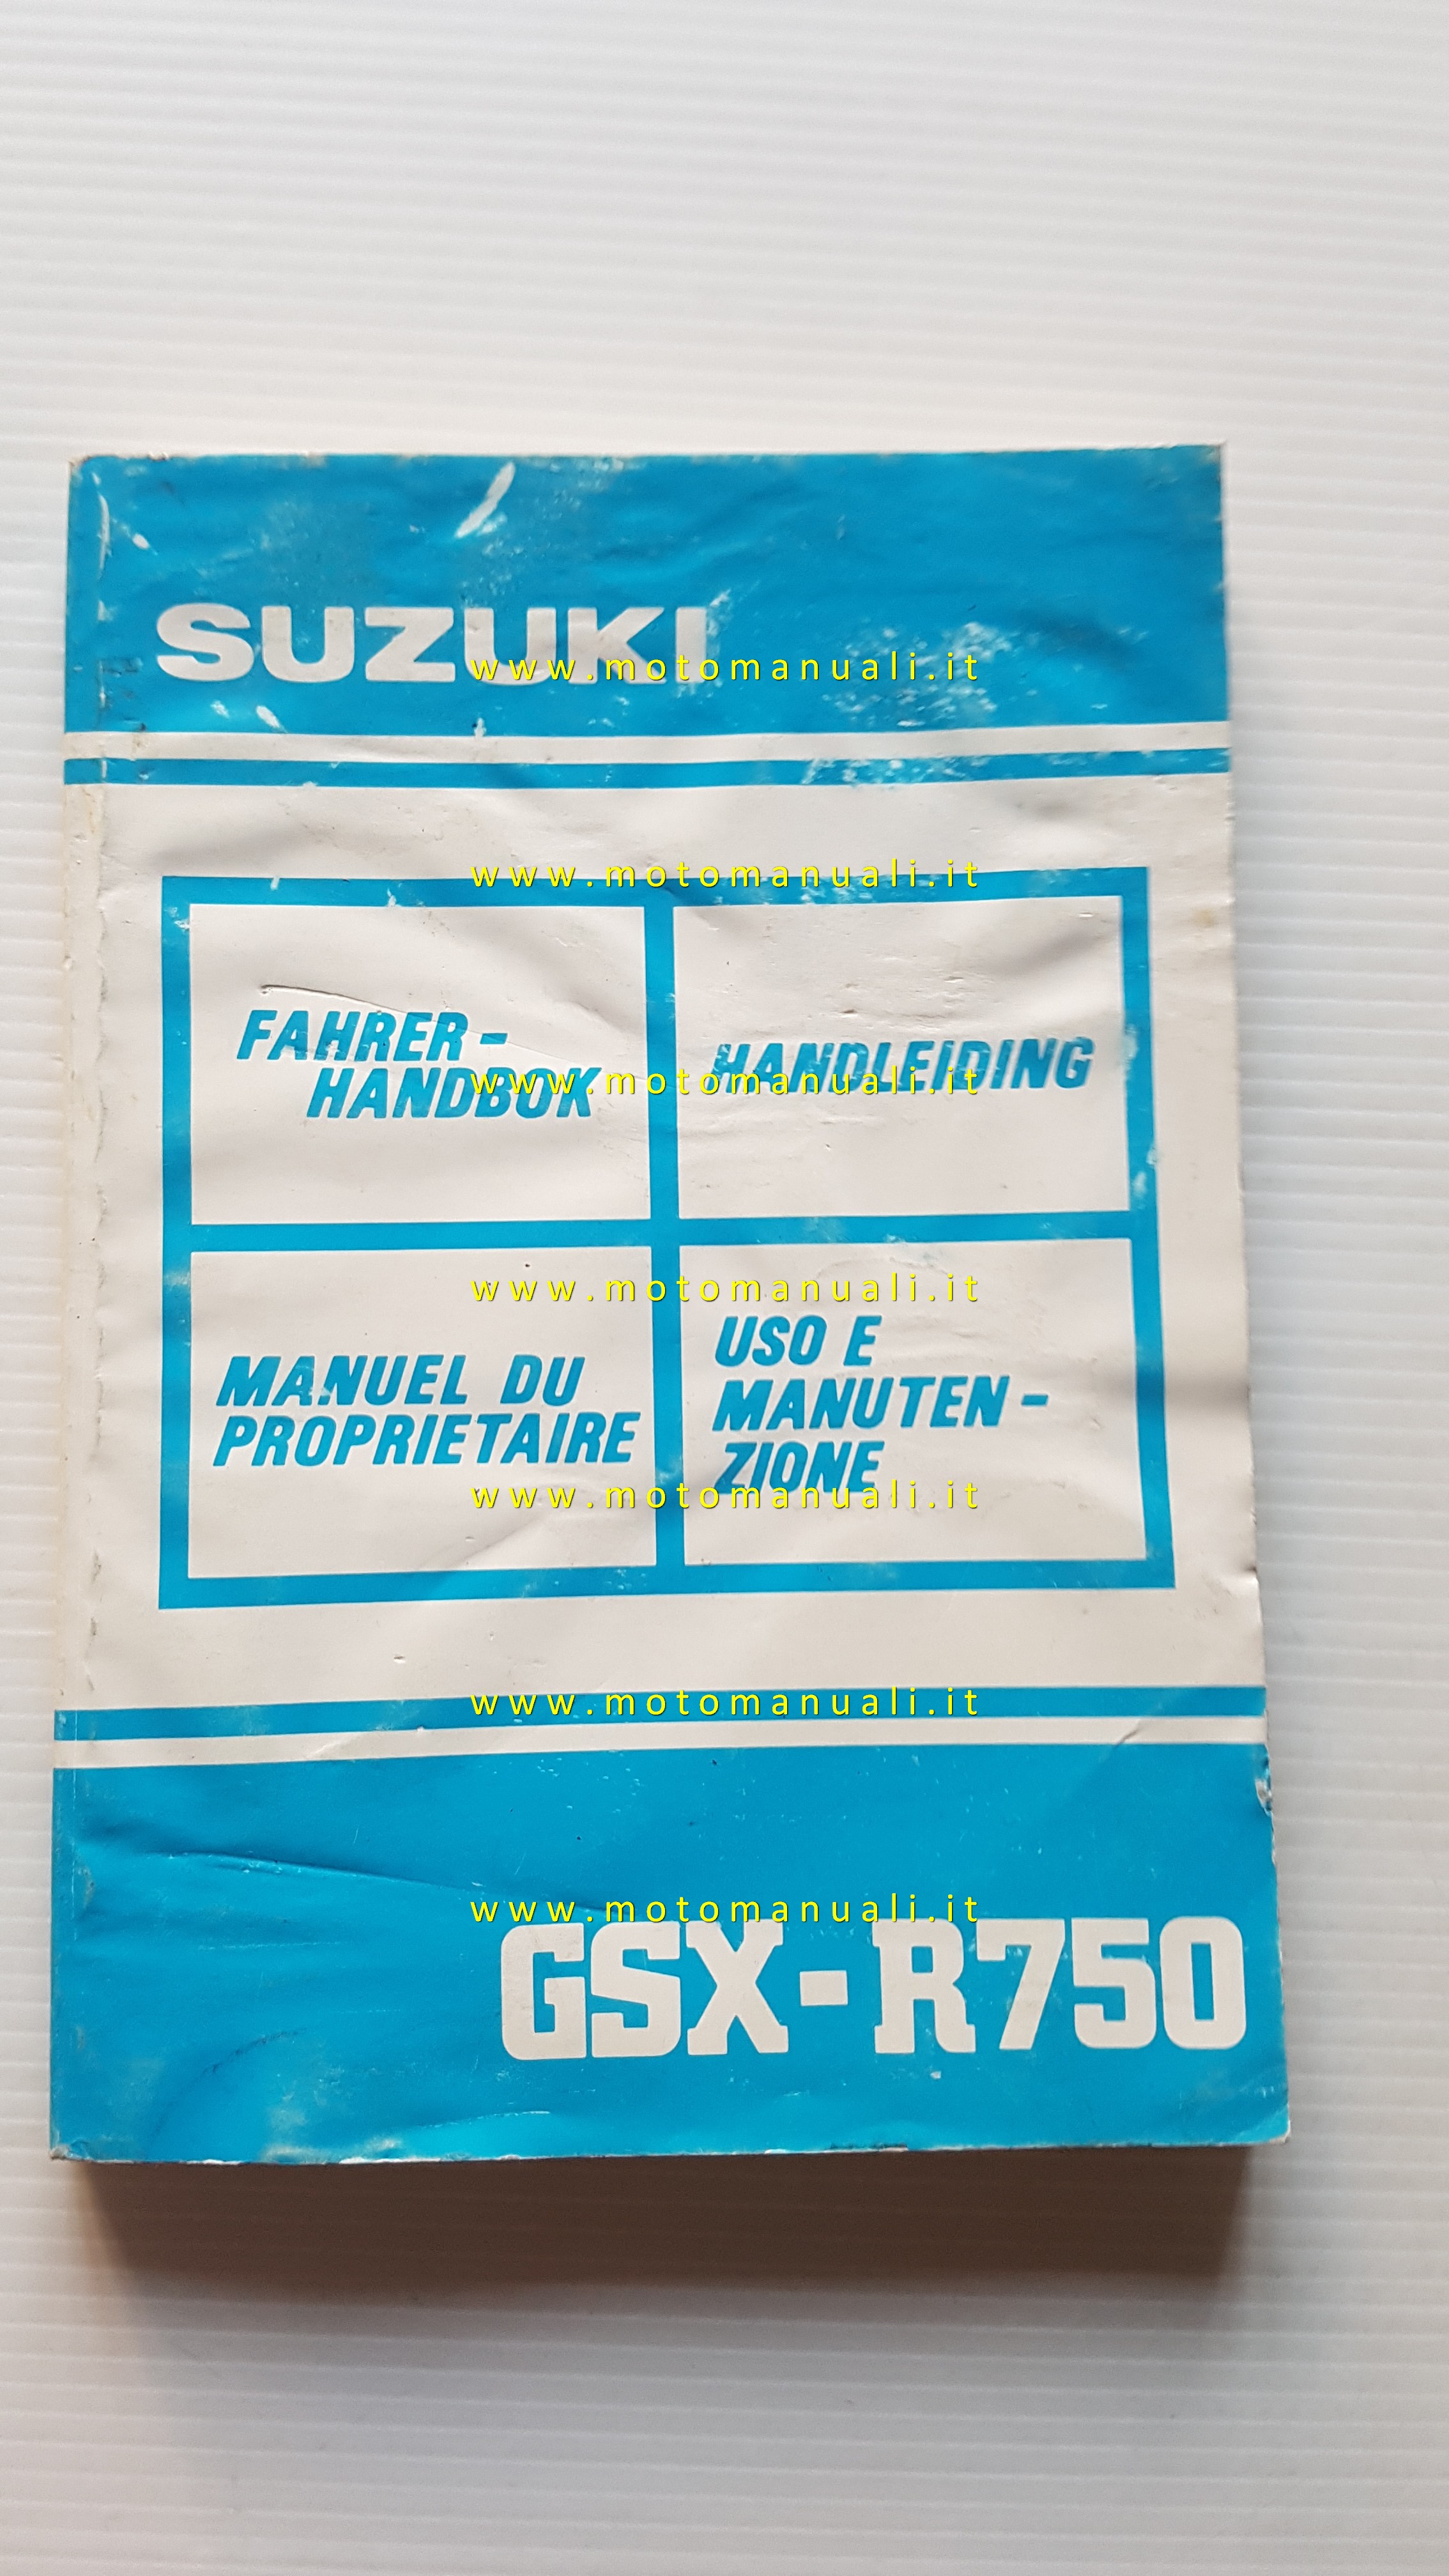 SUZUKI
www.motomanuali.it
www.motomanuali.it
FAHRER-
HANDBOK
HANDLEIDING
www.motomanuali.it
www.motomanuali.it
MANUEL DU
PROPRIETAIRE
USO E
MANUTEN-
ZIONE
www.motomanuali.it
www.motomanuali.it
www.motomanuali.it
GSX-R750